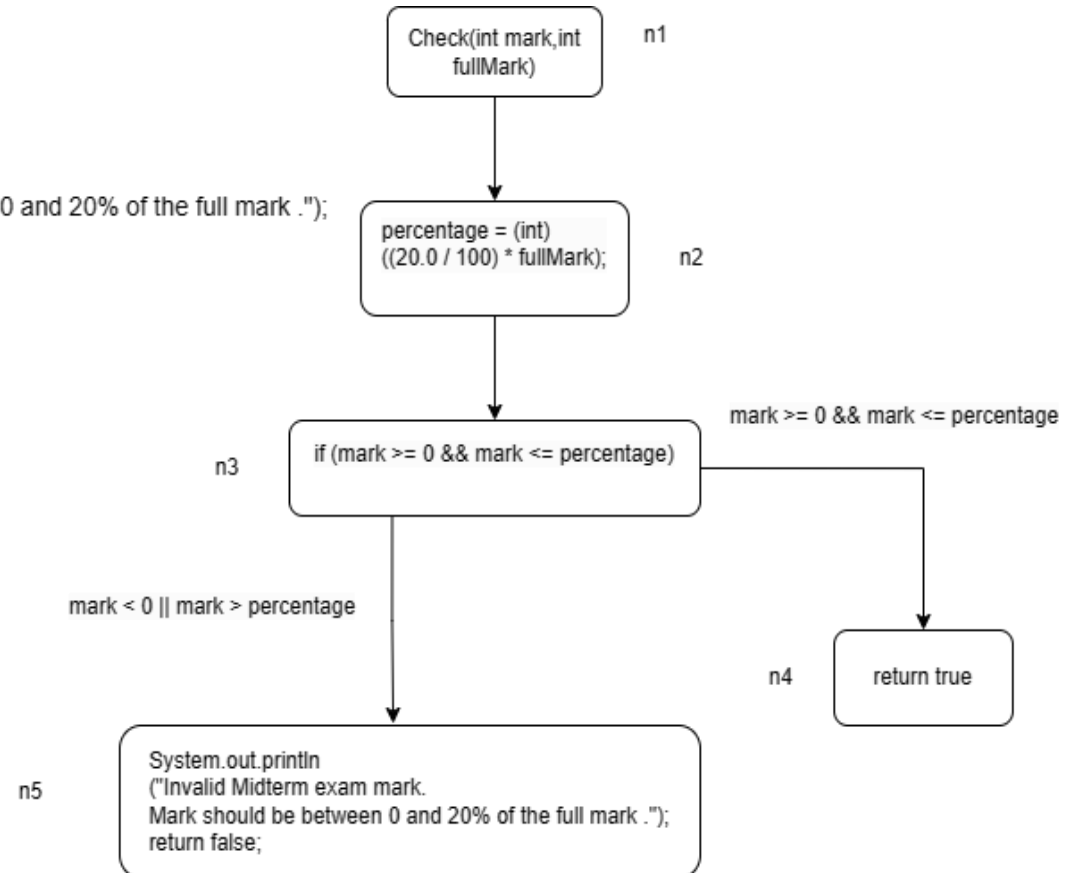 Check(int mark,int
fullMark)
n1
0 and 20% of the full mark .");
percentage = (int)
((20.0 / 100) * fullMark);
n2
mark >= 0 && mark <= percentage
if (mark >= 0 && mark <= percentage)
n3
mark < 0 || mark > percentage
n4
return true
System.out.println
("Invalid Midterm exam mark.
Mark should be between 0 and 20% of the full mark .");
return false;
n5